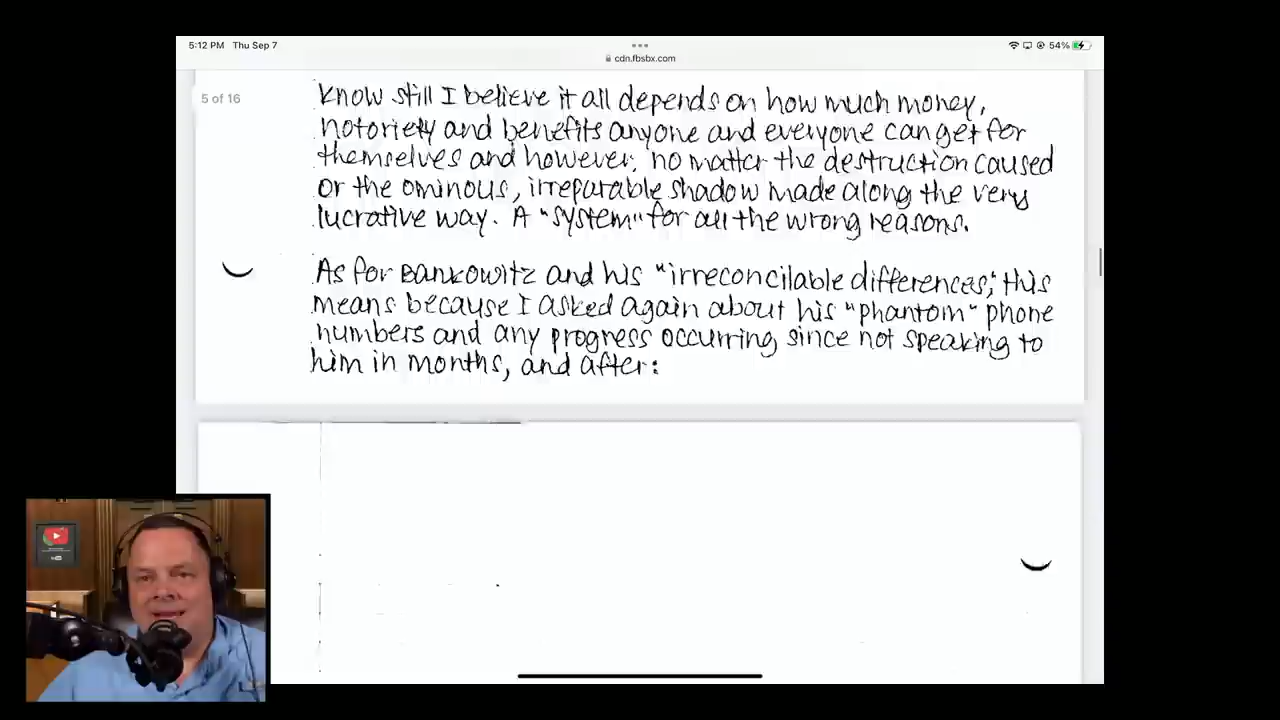 5:12 PM Thu Sep 7
54%
cdn.fbsbx.com
5 of 16
know still I believe it all depends on how much money,
notoriety and benefits anyone and everyone can get for
themselves and however, no matter the destruction caused
or the ominous, irreparable shadow made along the very
lucrative way. A "system" for all the wrong reasons.
As for Bankowitz and his "irreconcilable differences," this
means because I asked again about his "phantom" phone
numbers and any progress occurring since not speaking to
him in months, and after: